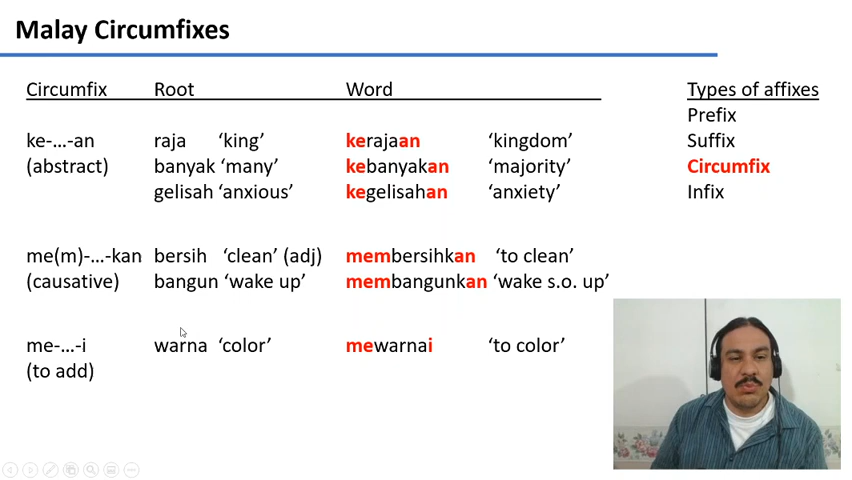 Malay Circumfixes
Circumfix Root Word Types of affixes
Prefix
ke-...-an raja ‘king’ kerajaan ‘kingdom’ Suffix
(abstract) banyak ‘many’ kebanyakan ‘majority’ Circumfix
gelisah ‘anxious’ kegelisahan ‘anxiety’ Infix
me(m)-...-kan bersih ‘clean’ (adj) membersihkan ‘to clean’
(causative) bangun ‘wake up’ membangunkan ‘wake s.o. up’
me-...-i warna ‘color’ mewarnai ‘to color’
(to add)